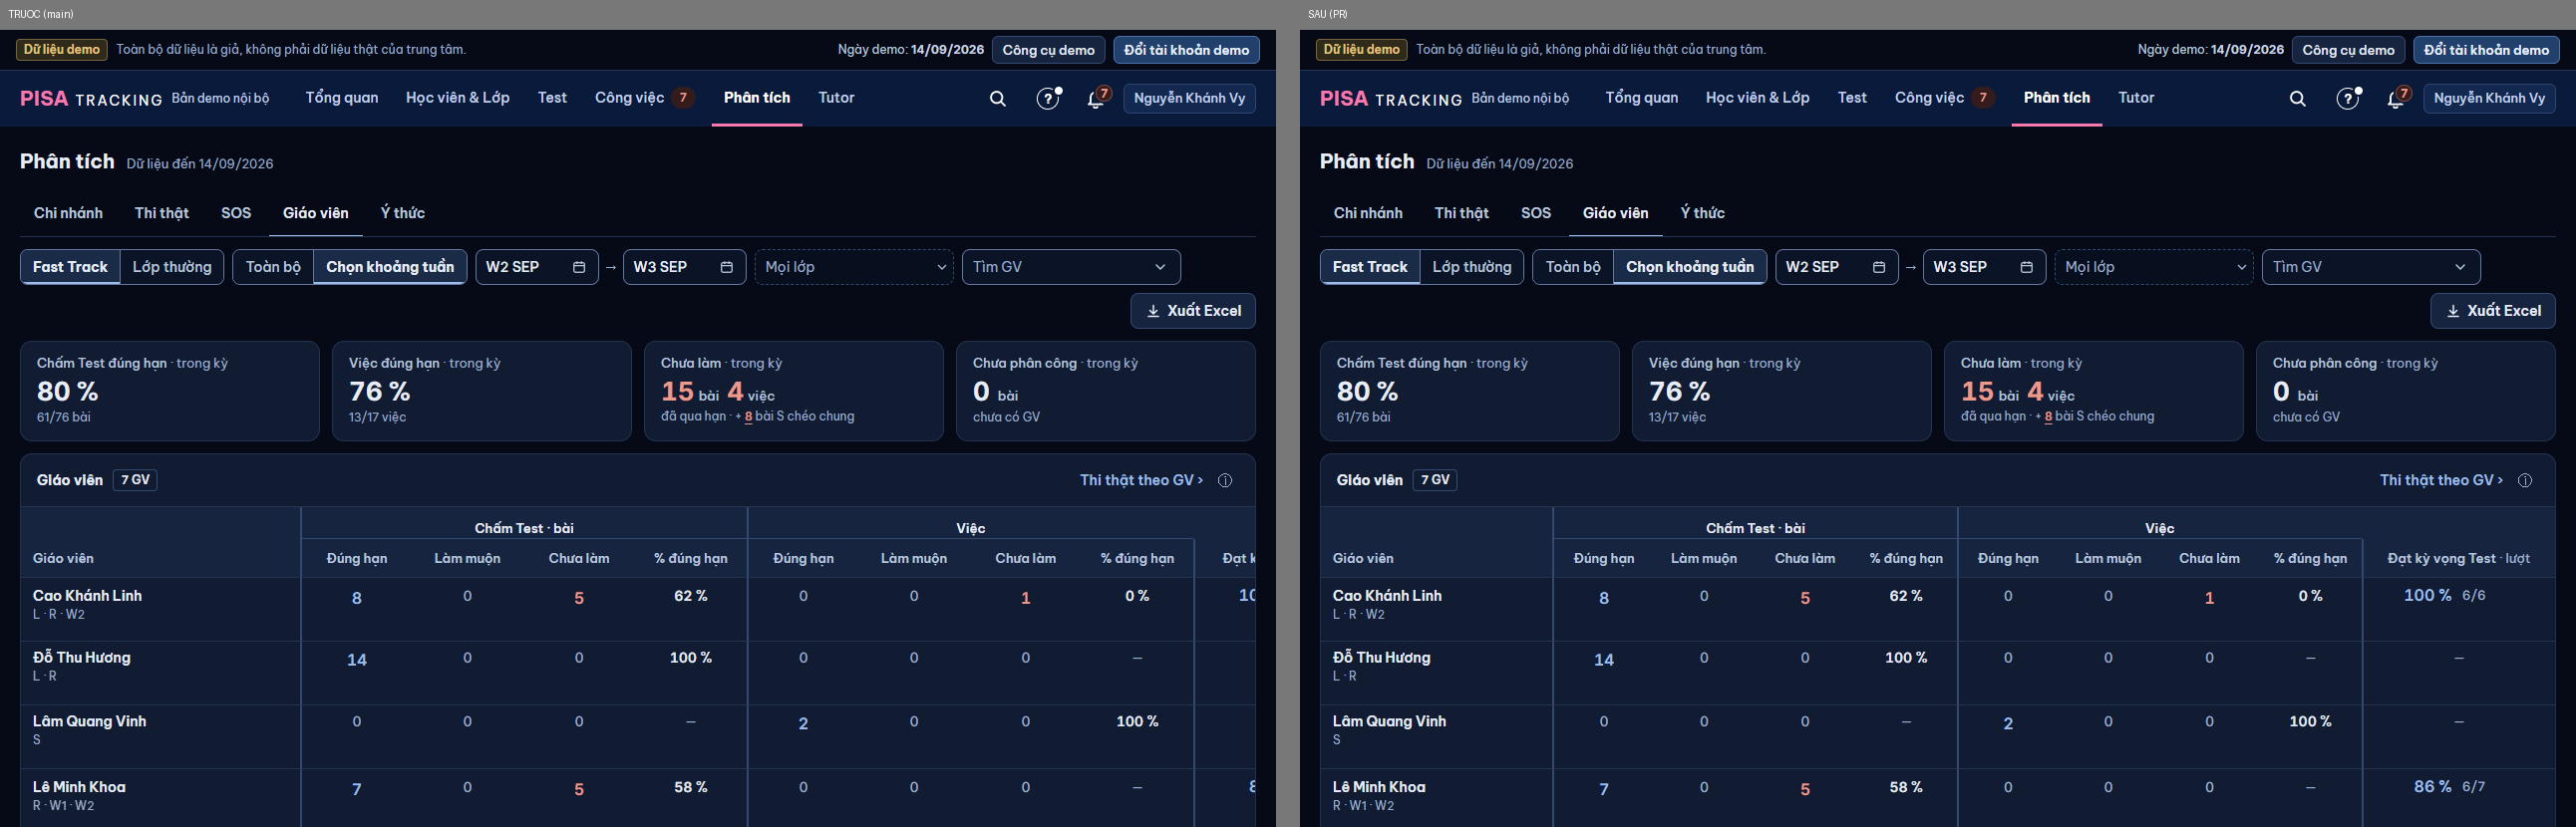 TRUOC (main)
Dữ liệu demo Toàn bộ dữ liệu là giả, không phải dữ liệu thật của trung tâm. Ngày demo: 14/09/2026 Công cụ demo Đổi tài khoản demo
PISA TRACKING Bản demo nội bộ Tổng quan Học viên & Lớp Test Công việc 7 Phân tích Tutor ? 7 Nguyễn Khánh Vy
Phân tích Dữ liệu đến 14/09/2026
Chi nhánh Thi thật SOS Giáo viên Ý thức
Fast Track Lớp thường Toàn bộ Chọn khoảng tuần W2 SEP → W3 SEP Mọi lớp Tìm GV
Xuất Excel
Chấm Test đúng hạn · trong kỳ Việc đúng hạn · trong kỳ Chưa làm · trong kỳ Chưa phân công · trong kỳ
80 % 76 % 15 bài 4 việc 0 bài
61/76 bài 13/17 việc đã qua hạn · + 8 bài S chéo chung chưa có GV
Giáo viên 7 GV Thi thật theo GV ›
Chấm Test · bài Việc
Giáo viên Đúng hạn Làm muộn Chưa làm % đúng hạn Đúng hạn Làm muộn Chưa làm % đúng hạn Đạt k
Cao Khánh Linh 8 0 5 62 % 0 0 1 0 % 10
L · R · W2
Đỗ Thu Hương 14 0 0 100 % 0 0 0 –
L · R
Lâm Quang Vinh 0 0 0 – 2 0 0 100 %
S
Lê Minh Khoa 7 0 5 58 % 0 0 0 – 8
R · W1 · W2
SAU (PR)
Dữ liệu demo Toàn bộ dữ liệu là giả, không phải dữ liệu thật của trung tâm. Ngày demo: 14/09/2026 Công cụ demo Đổi tài khoản demo
PISA TRACKING Bản demo nội bộ Tổng quan Học viên & Lớp Test Công việc 7 Phân tích Tutor ? 7 Nguyễn Khánh Vy
Phân tích Dữ liệu đến 14/09/2026
Chi nhánh Thi thật SOS Giáo viên Ý thức
Fast Track Lớp thường Toàn bộ Chọn khoảng tuần W2 SEP → W3 SEP Mọi lớp Tìm GV
Xuất Excel
Chấm Test đúng hạn · trong kỳ Việc đúng hạn · trong kỳ Chưa làm · trong kỳ Chưa phân công · trong kỳ
80 % 76 % 15 bài 4 việc 0 bài
61/76 bài 13/17 việc đã qua hạn · + 8 bài S chéo chung chưa có GV
Giáo viên 7 GV Thi thật theo GV ›
Chấm Test · bài Việc
Giáo viên Đúng hạn Làm muộn Chưa làm % đúng hạn Đúng hạn Làm muộn Chưa làm % đúng hạn Đạt kỳ vọng Test · lượt
Cao Khánh Linh 8 0 5 62 % 0 0 1 0 % 100 % 6/6
L · R · W2
Đỗ Thu Hương 14 0 0 100 % 0 0 0 – –
L · R
Lâm Quang Vinh 0 0 0 – 2 0 0 100 % –
S
Lê Minh Khoa 7 0 5 58 % 0 0 0 – 86 % 6/7
R · W1 · W2